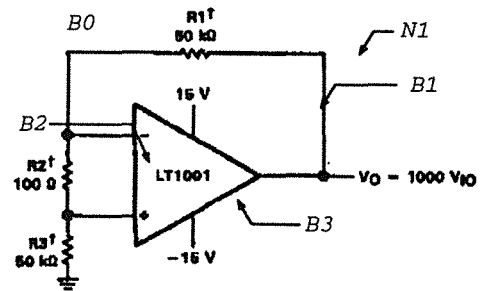 B0
R1†
50 kΩ
N1
B1
15 V
B2
−
R2†
100 Ω
LT1001
VO = 1000 VIO
+
B3
R3†
50 kΩ
−15 V